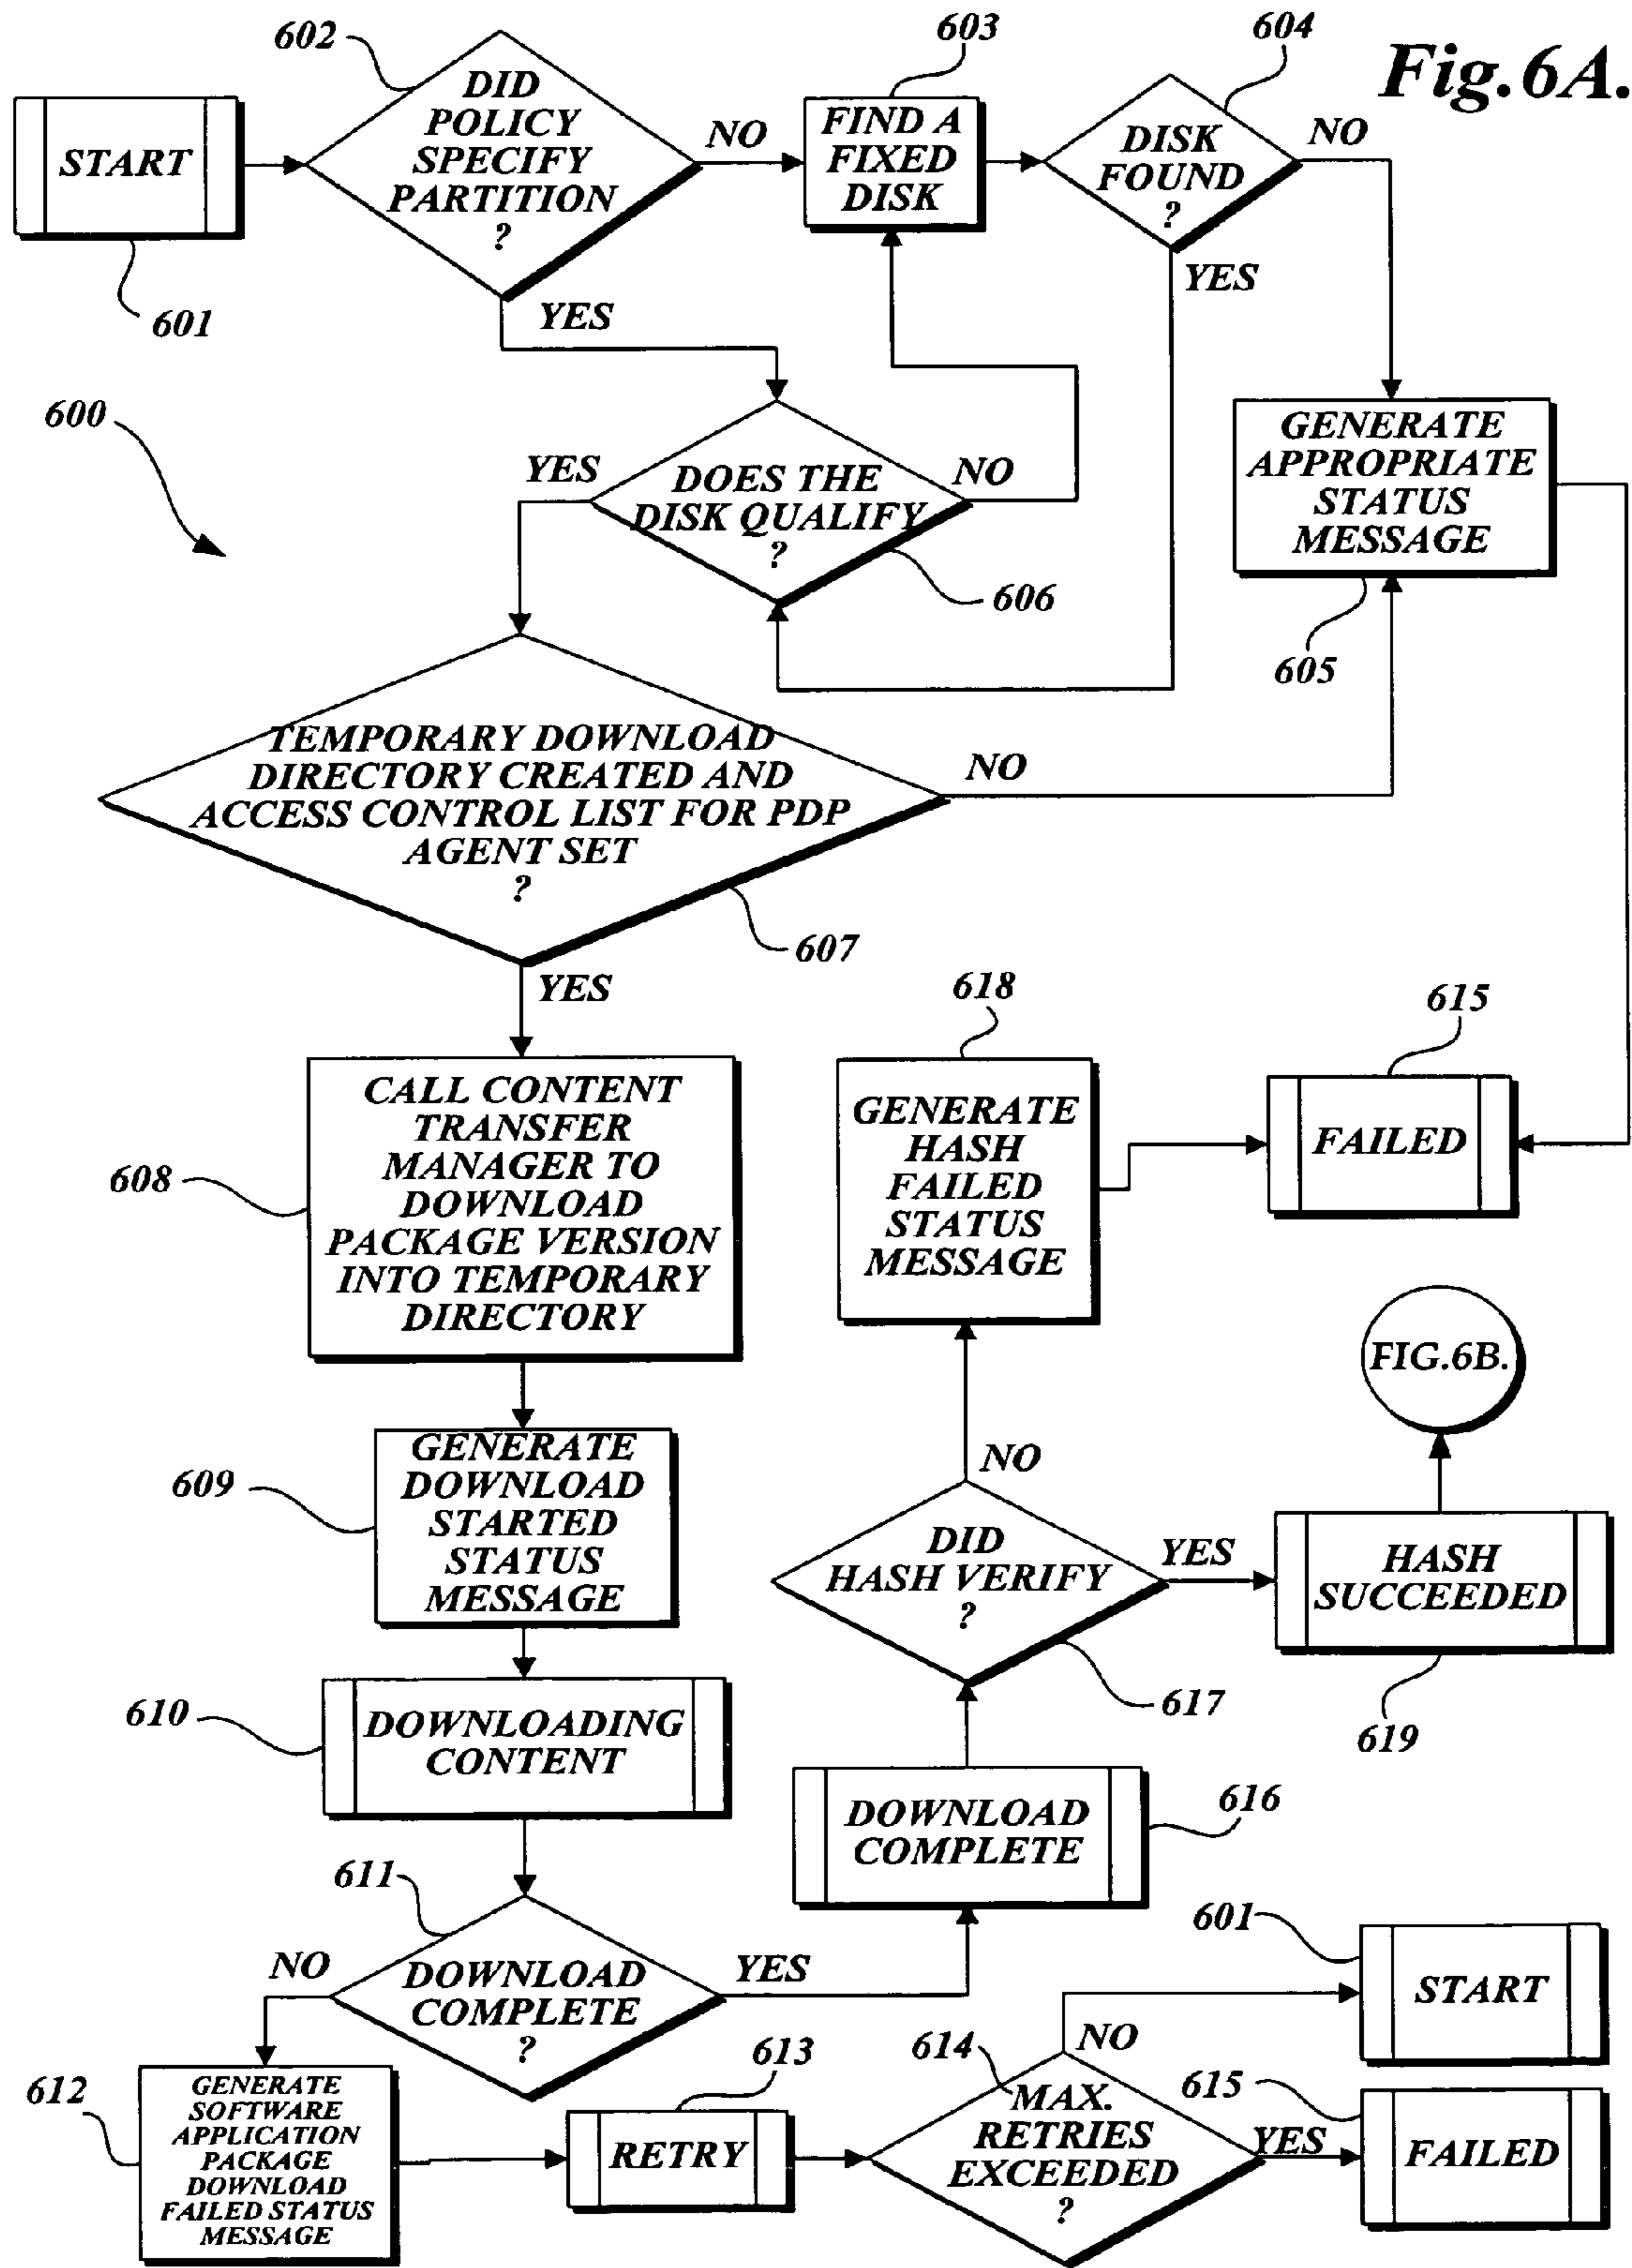 Fig.6A.
602
603
604
DID
POLICY
SPECIFY
PARTITION
?
NO
FIND A
FIXED
DISK
DISK
FOUND
?
NO
START
601
YES
YES
600
YES
DOES THE
DISK QUALIFY
?
NO
606
GENERATE
APPROPRIATE
STATUS
MESSAGE
605
TEMPORARY DOWNLOAD
DIRECTORY CREATED AND
ACCESS CONTROL LIST FOR PDP
AGENT SET
?
NO
607
YES
608
CALL CONTENT
TRANSFER
MANAGER TO
DOWNLOAD
PACKAGE VERSION
INTO TEMPORARY
DIRECTORY
618
GENERATE
HASH
FAILED
STATUS
MESSAGE
615
FAILED
FIG.6B.
609
GENERATE
DOWNLOAD
STARTED
STATUS
MESSAGE
NO
DID
HASH VERIFY
?
YES
617
HASH
SUCCEEDED
619
610
DOWNLOADING
CONTENT
DOWNLOAD
COMPLETE
616
611
NO
DOWNLOAD
COMPLETE
?
YES
601
START
612
GENERATE
SOFTWARE
APPLICATION
PACKAGE
DOWNLOAD
FAILED STATUS
MESSAGE
613
RETRY
614
NO
MAX.
RETRIES
EXCEEDED
?
YES
615
FAILED